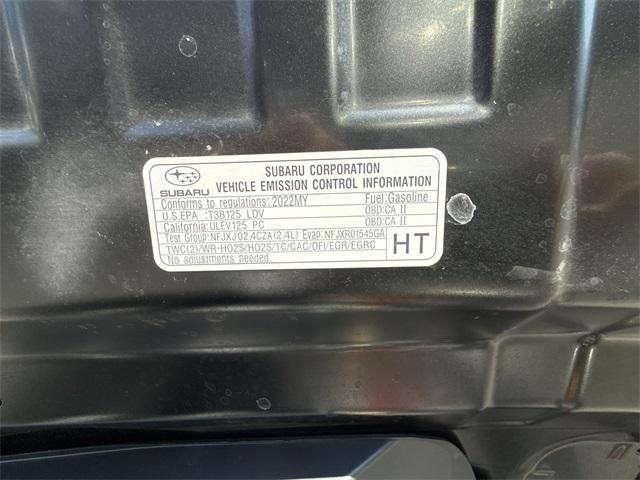 SUBARU
SUBARU CORPORATION
VEHICLE EMISSION CONTROL INFORMATION
Conforms to regulations: 2022MY Fuel: Gasoline
U.S.EPA :T3B125 LDV OBD:CA II
California:ULEV125 PC OBD:CA II
Test Group:NFJXJ02.4CZA(2.4L) Evap:NFJXR01545GA
TWC(2)/WR-HO2S/HO2S/TC/CAC/DFI/EGR/EGRC
No adjustments needed.
HT